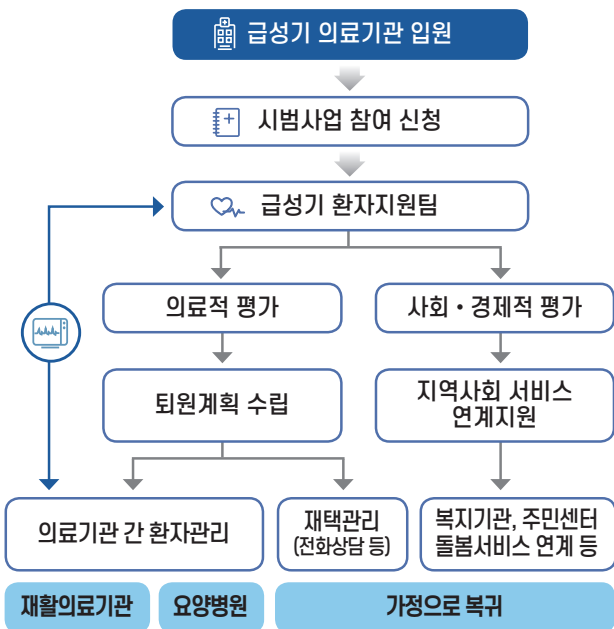 급성기 의료기관 입원
시범사업 참여 신청
급성기 환자지원팀
의료적 평가
사회・경제적 평가
퇴원계획 수립
지역사회 서비스
연계지원
의료기관 간 환자관리
재택관리
(전화상담 등)
복지기관, 주민센터
돌봄서비스 연계 등
재활의료기관
요양병원
가정으로 복귀